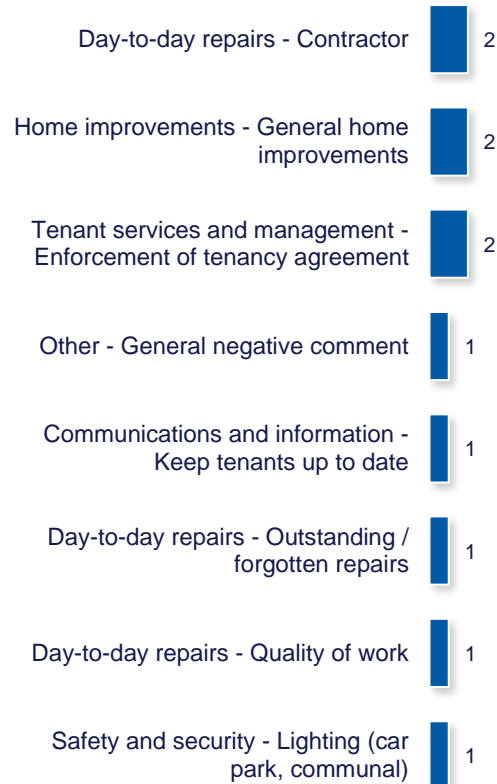 Day-to-day repairs - Contractor 2
Home improvements - General home
improvements 2
Tenant services and management -
Enforcement of tenancy agreement 2
Other - General negative comment 1
Communications and information -
Keep tenants up to date 1
Day-to-day repairs - Outstanding /
forgotten repairs 1
Day-to-day repairs - Quality of work 1
Safety and security - Lighting (car
park, communal) 1